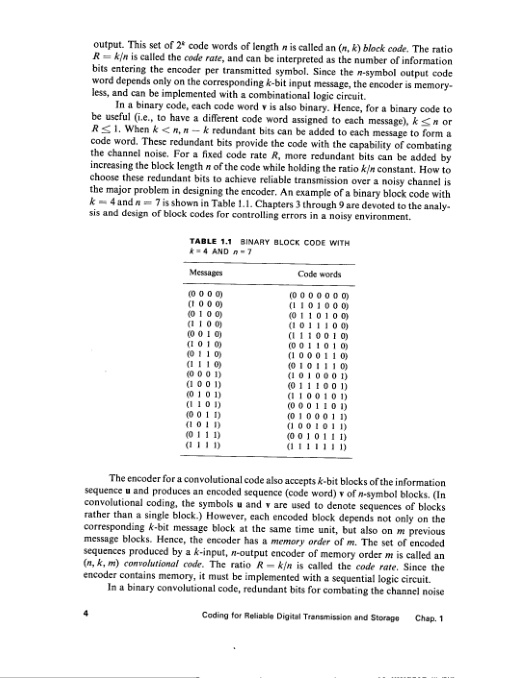 output. This set of 2ᵏ code words of length n is called an (n, k) block code. The ratio
R = k/n is called the code rate, and can be interpreted as the number of information
bits entering the encoder per transmitted symbol. Since the n-symbol output code
word depends only on the corresponding k-bit input message, the encoder is memory-
less, and can be implemented with a combinational logic circuit.
In a binary code, each code word v is also binary. Hence, for a binary code to
be useful (i.e., to have a different code word assigned to each message), k ≤ n or
R ≤ 1. When k < n, n − k redundant bits can be added to each message to form a
code word. These redundant bits provide the code with the capability of combating
the channel noise. For a fixed code rate R, more redundant bits can be added by
increasing the block length n of the code while holding the ratio k/n constant. How to
choose these redundant bits to achieve reliable transmission over a noisy channel is
the major problem in designing the encoder. An example of a binary block code with
k = 4 and n = 7 is shown in Table 1.1. Chapters 3 through 9 are devoted to the analy-
sis and design of block codes for controlling errors in a noisy environment.
TABLE 1.1 BINARY BLOCK CODE WITH
k = 4 AND n = 7
Messages Code words
(0 0 0 0) (0 0 0 0 0 0 0)
(1 0 0 0) (1 1 0 1 0 0 0)
(0 1 0 0) (0 1 1 0 1 0 0)
(1 1 0 0) (1 0 1 1 1 0 0)
(0 0 1 0) (1 1 1 0 0 1 0)
(1 0 1 0) (0 0 1 1 0 1 0)
(0 1 1 0) (1 0 0 0 1 1 0)
(1 1 1 0) (0 1 0 1 1 1 0)
(0 0 0 1) (1 0 1 0 0 0 1)
(1 0 0 1) (0 1 1 1 0 0 1)
(0 1 0 1) (1 1 0 0 1 0 1)
(1 1 0 1) (0 0 0 1 1 0 1)
(0 0 1 1) (0 1 0 0 0 1 1)
(1 0 1 1) (1 0 0 1 0 1 1)
(0 1 1 1) (0 0 1 0 1 1 1)
(1 1 1 1) (1 1 1 1 1 1 1)
The encoder for a convolutional code also accepts k-bit blocks of the information
sequence u and produces an encoded sequence (code word) v of n-symbol blocks. (In
convolutional coding, the symbols u and v are used to denote sequences of blocks
rather than a single block.) However, each encoded block depends not only on the
corresponding k-bit message block at the same time unit, but also on m previous
message blocks. Hence, the encoder has a memory order of m. The set of encoded
sequences produced by a k-input, n-output encoder of memory order m is called an
(n, k, m) convolutional code. The ratio R = k/n is called the code rate. Since the
encoder contains memory, it must be implemented with a sequential logic circuit.
In a binary convolutional code, redundant bits for combating the channel noise
4 Coding for Reliable Digital Transmission and Storage Chap. 1